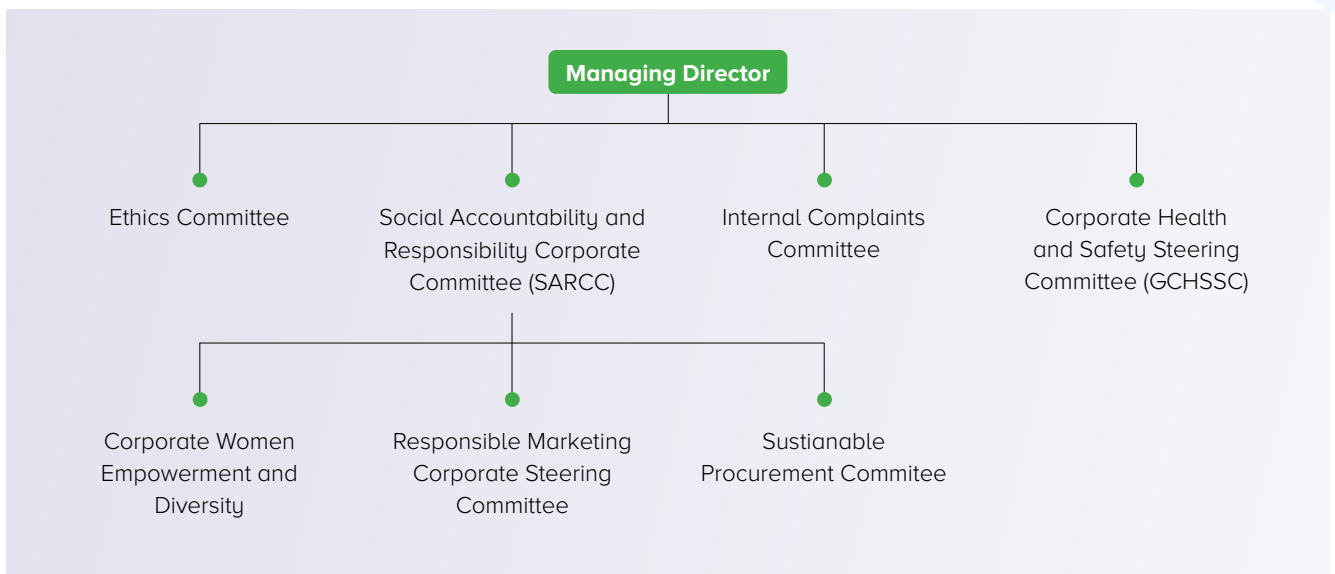 Managing Director
Ethics Committee
Social Accountability and
Responsibility Corporate
Committee (SARCC)
Internal Complaints
Committee
Corporate Health
and Safety Steering
Committee (GCHSSC)
Corporate Women
Empowerment and
Diversity
Responsible Marketing
Corporate Steering
Committee
Sustianable
Procurement Commitee